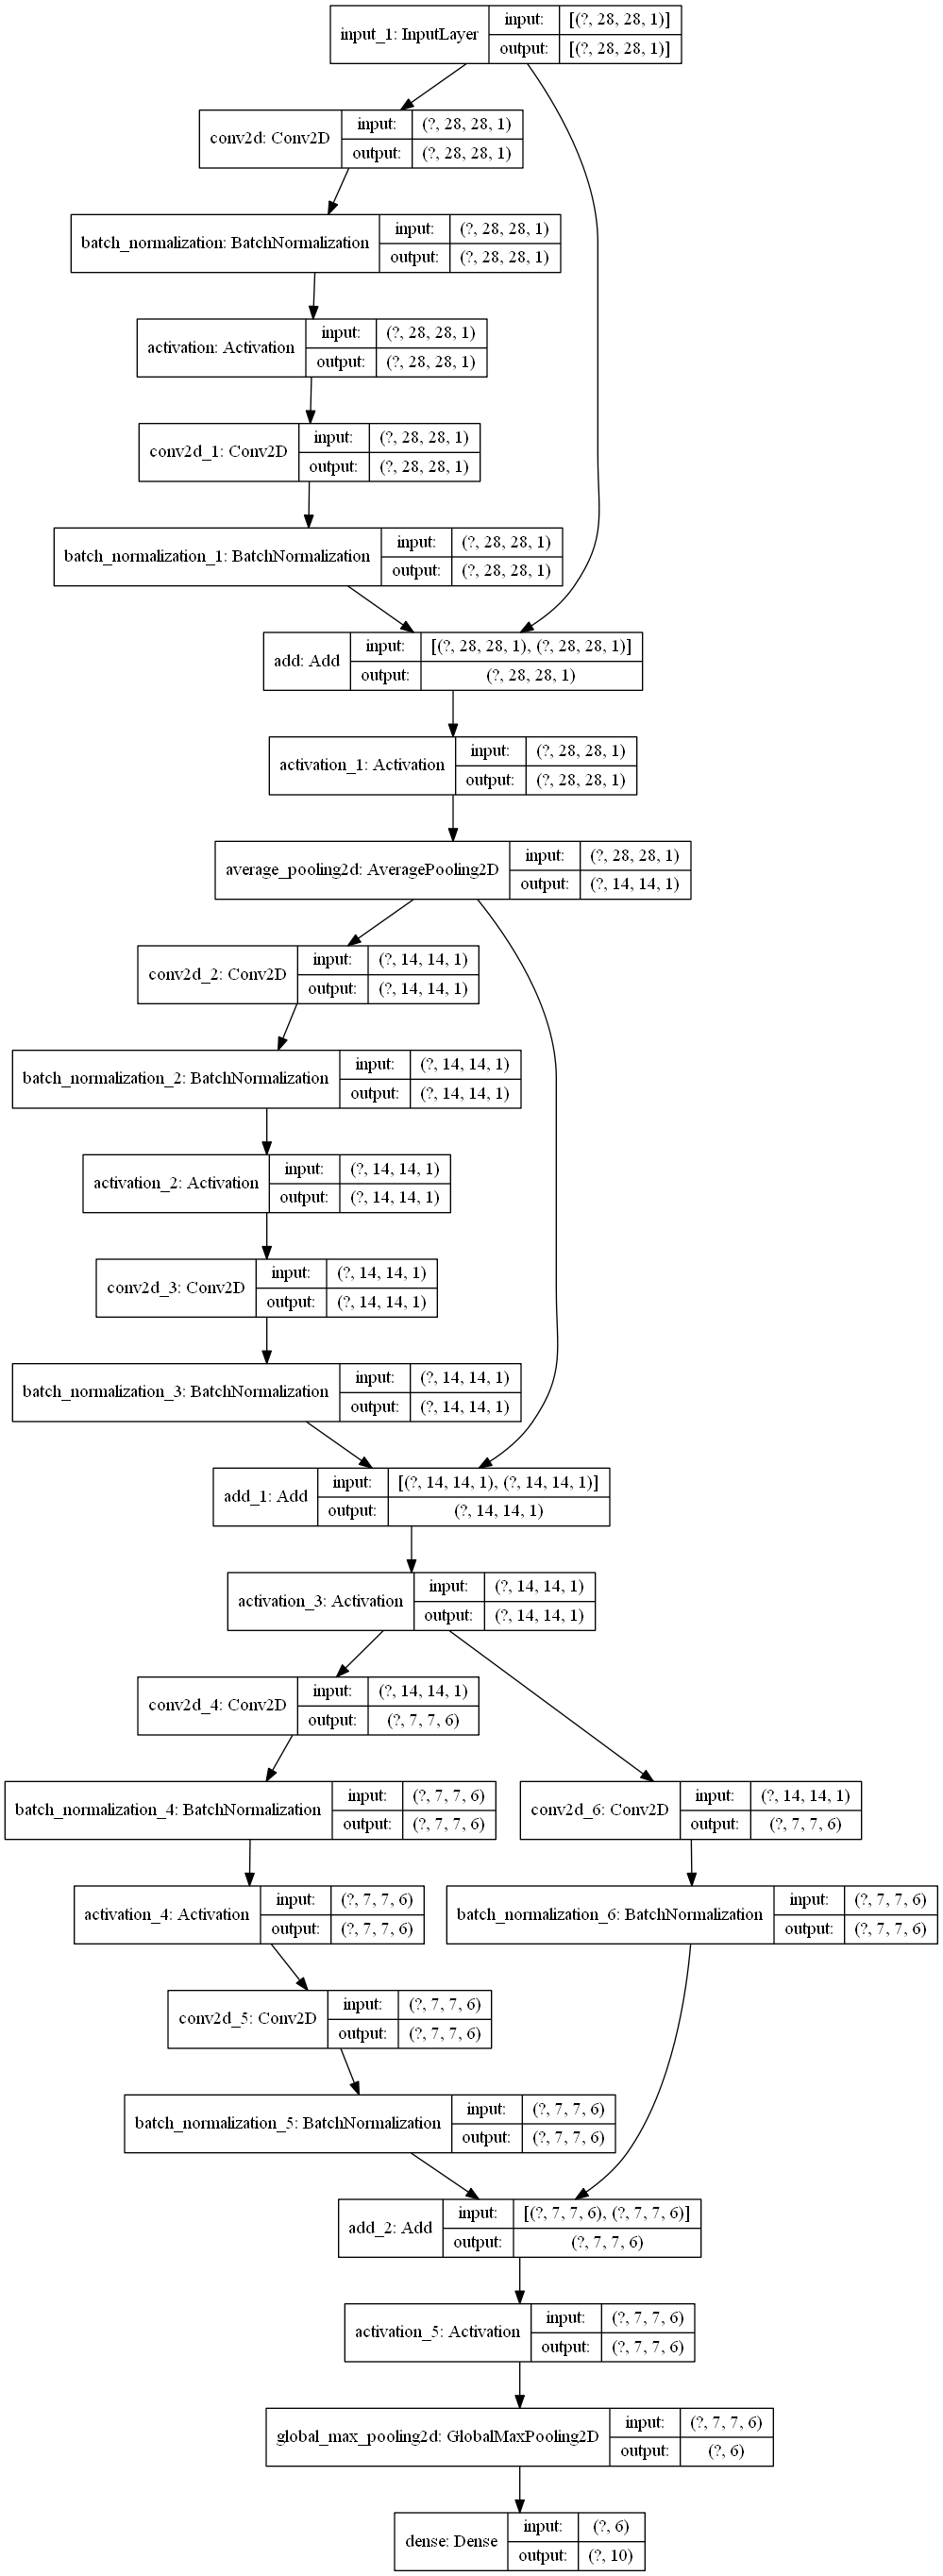 input_1: InputLayer
input: [(?, 28, 28, 1)]
output: [(?, 28, 28, 1)]
conv2d: Conv2D
input: (?, 28, 28, 1)
output: (?, 28, 28, 1)
batch_normalization: BatchNormalization
input: (?, 28, 28, 1)
output: (?, 28, 28, 1)
activation: Activation
input: (?, 28, 28, 1)
output: (?, 28, 28, 1)
conv2d_1: Conv2D
input: (?, 28, 28, 1)
output: (?, 28, 28, 1)
batch_normalization_1: BatchNormalization
input: (?, 28, 28, 1)
output: (?, 28, 28, 1)
add: Add
input: [(?, 28, 28, 1), (?, 28, 28, 1)]
output: (?, 28, 28, 1)
activation_1: Activation
input: (?, 28, 28, 1)
output: (?, 28, 28, 1)
average_pooling2d: AveragePooling2D
input: (?, 28, 28, 1)
output: (?, 14, 14, 1)
conv2d_2: Conv2D
input: (?, 14, 14, 1)
output: (?, 14, 14, 1)
batch_normalization_2: BatchNormalization
input: (?, 14, 14, 1)
output: (?, 14, 14, 1)
activation_2: Activation
input: (?, 14, 14, 1)
output: (?, 14, 14, 1)
conv2d_3: Conv2D
input: (?, 14, 14, 1)
output: (?, 14, 14, 1)
batch_normalization_3: BatchNormalization
input: (?, 14, 14, 1)
output: (?, 14, 14, 1)
add_1: Add
input: [(?, 14, 14, 1), (?, 14, 14, 1)]
output: (?, 14, 14, 1)
activation_3: Activation
input: (?, 14, 14, 1)
output: (?, 14, 14, 1)
conv2d_4: Conv2D
input: (?, 14, 14, 1)
output: (?, 7, 7, 6)
batch_normalization_4: BatchNormalization
input: (?, 7, 7, 6)
output: (?, 7, 7, 6)
conv2d_6: Conv2D
input: (?, 14, 14, 1)
output: (?, 7, 7, 6)
activation_4: Activation
input: (?, 7, 7, 6)
output: (?, 7, 7, 6)
batch_normalization_6: BatchNormalization
input: (?, 7, 7, 6)
output: (?, 7, 7, 6)
conv2d_5: Conv2D
input: (?, 7, 7, 6)
output: (?, 7, 7, 6)
batch_normalization_5: BatchNormalization
input: (?, 7, 7, 6)
output: (?, 7, 7, 6)
add_2: Add
input: [(?, 7, 7, 6), (?, 7, 7, 6)]
output: (?, 7, 7, 6)
activation_5: Activation
input: (?, 7, 7, 6)
output: (?, 7, 7, 6)
global_max_pooling2d: GlobalMaxPooling2D
input: (?, 7, 7, 6)
output: (?, 6)
dense: Dense
input: (?, 6)
output: (?, 10)